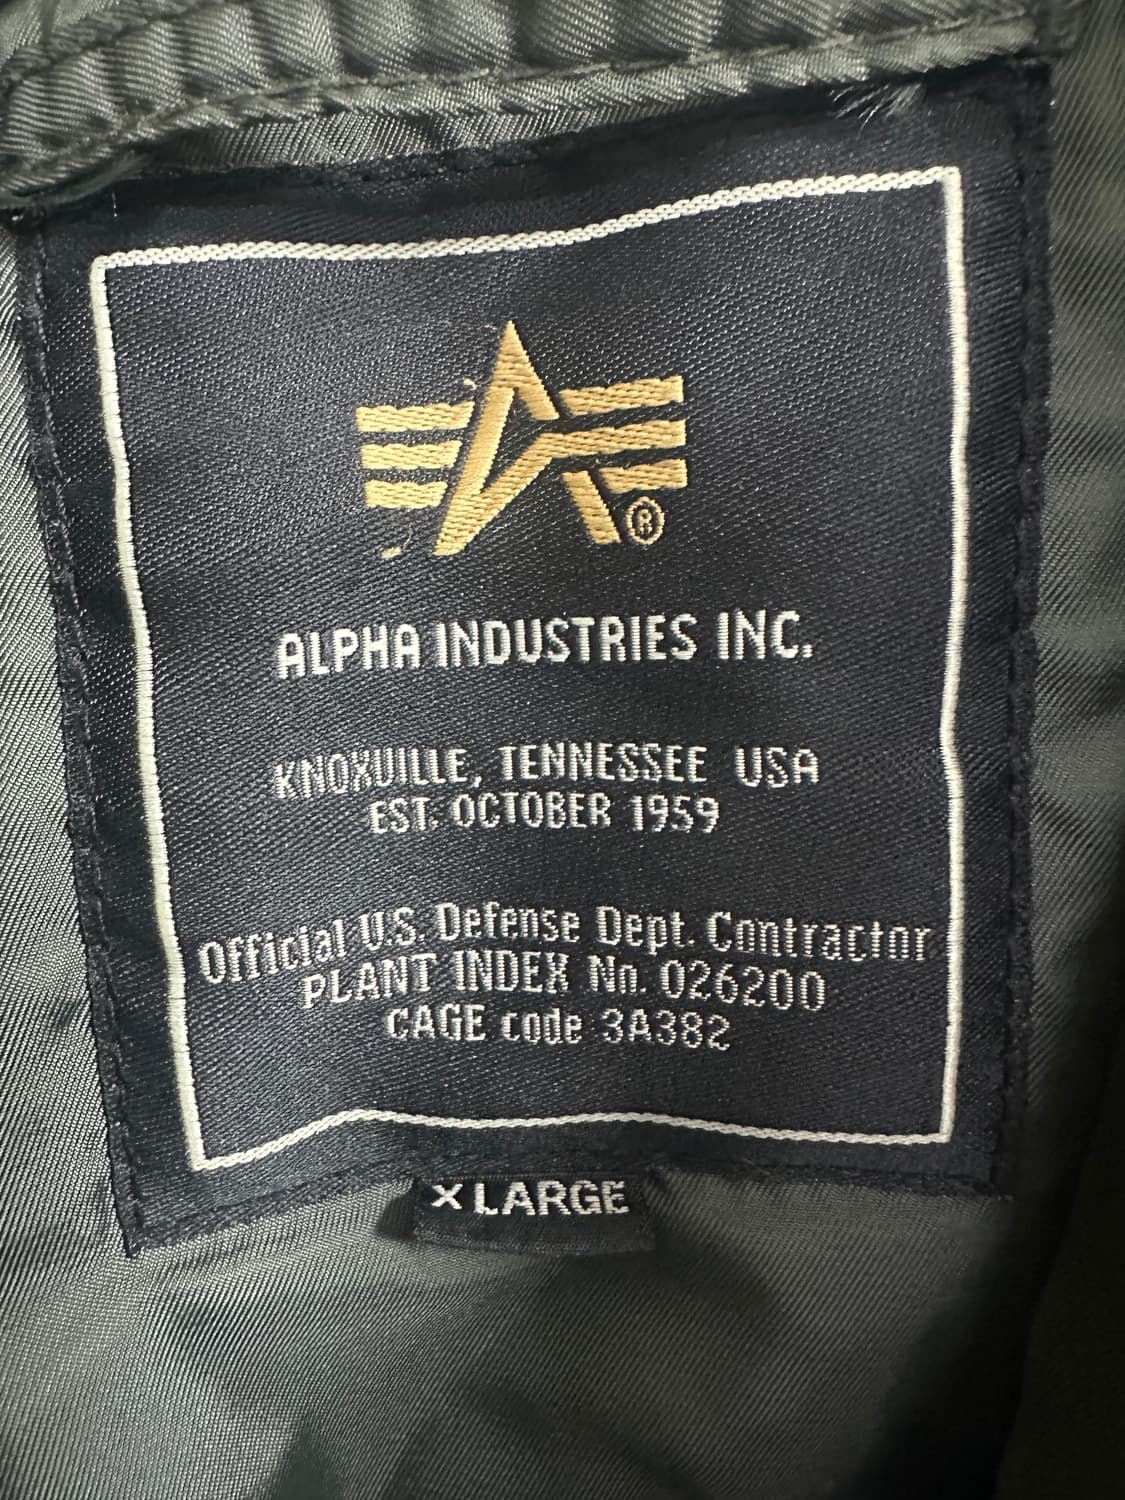 ®
ALPHA INDUSTRIES INC.
KNOXVILLE, TENNESSEE USA
EST. OCTOBER 1959
Official U.S. Defense Dept. Contractor
PLANT INDEX No. 026200
CAGE code 3A382
X LARGE